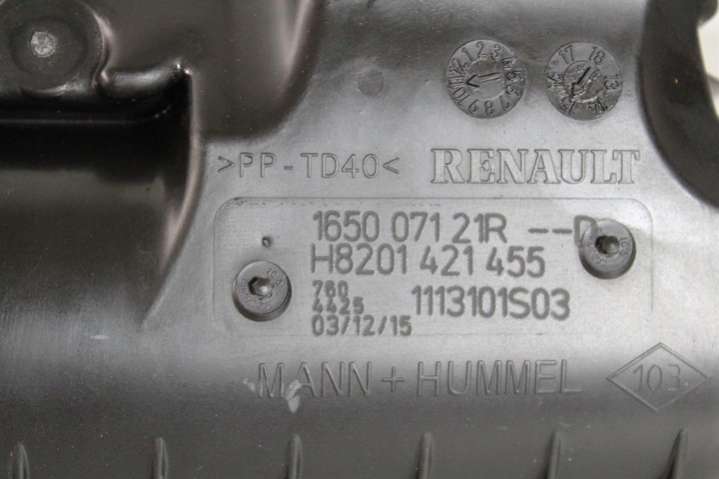 >PP-TD40< RENAULT
1650 071 21R --D
H8201 421 455
760
4425 1113101S03
03/12/15
MANN+HUMMEL 103